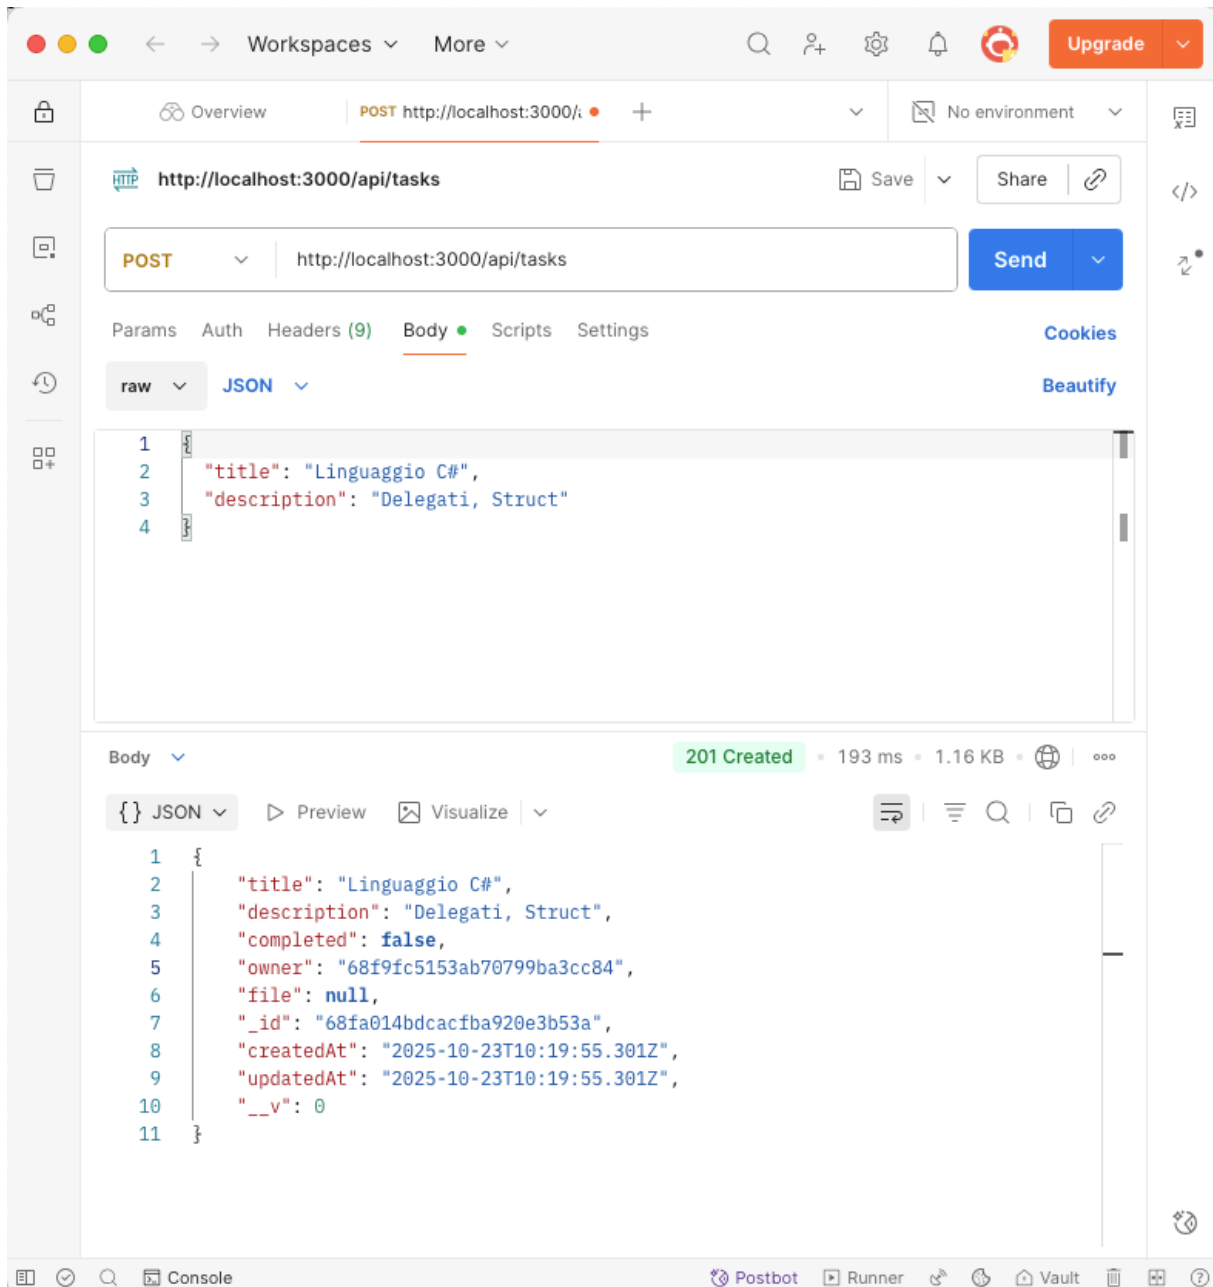 Workspaces More Upgrade
Overview POST http://localhost:3000/a No environment
HTTP http://localhost:3000/api/tasks Save Share
POST http://localhost:3000/api/tasks Send
Params Auth Headers (9) Body Scripts Settings Cookies
raw JSON Beautify
1 {
2 "title": "Linguaggio C#",
3 "description": "Delegati, Struct"
4 }
Body 201 Created 193 ms 1.16 KB
{} JSON Preview Visualize
1 {
2 "title": "Linguaggio C#",
3 "description": "Delegati, Struct",
4 "completed": false,
5 "owner": "68f9fc5153ab70799ba3cc84",
6 "file": null,
7 "_id": "68fa014bdcacfba920e3b53a",
8 "createdAt": "2025-10-23T10:19:55.301Z",
9 "updatedAt": "2025-10-23T10:19:55.301Z",
10 "__v": 0
11 }
Console Postbot Runner Vault